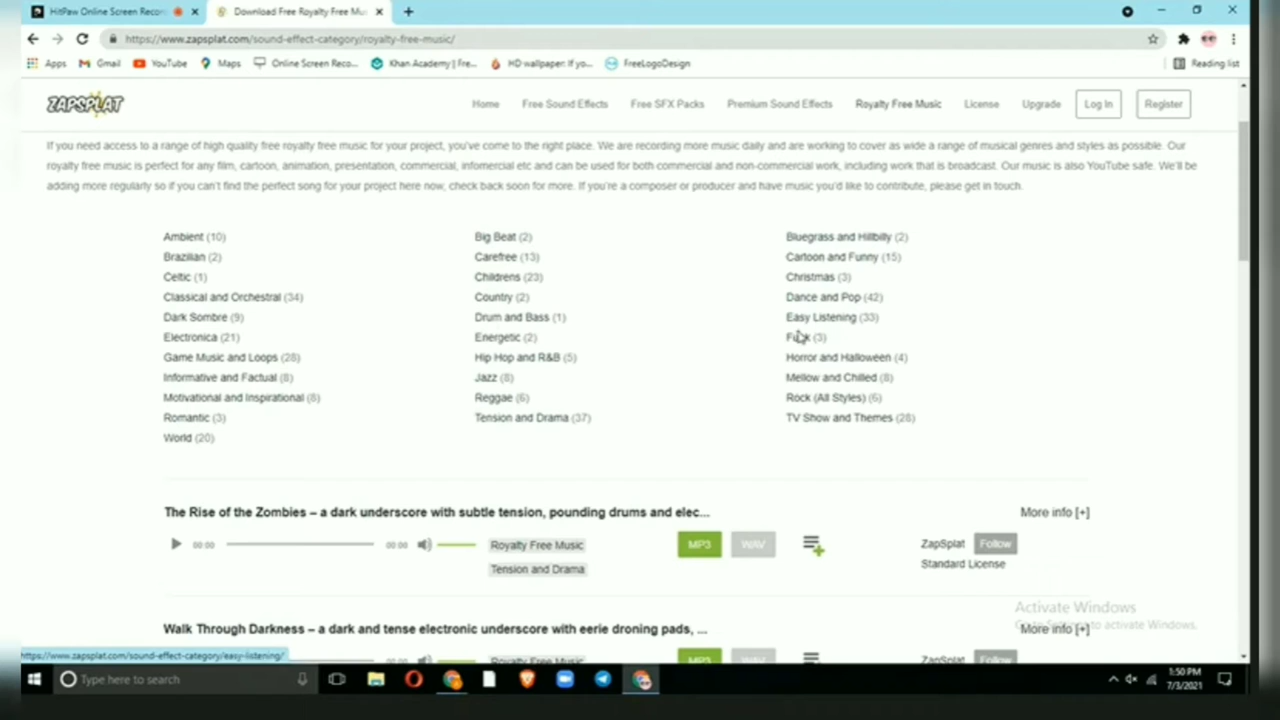 HitPaw Online Screen Recor
Download Free Royalty Free Mu
https://www.zapsplat.com/sound-effect-category/royalty-free-music/
Apps Gmail YouTube Maps Online Screen Reco... Khan Academy | Fre... HD wallpaper: If yo... FreeLogoDesign Reading list
ZAPSPLAT
Home Free Sound Effects Free SFX Packs Premium Sound Effects Royalty Free Music License Upgrade Log In Register
If you need access to a range of high quality free royalty free music for your project, you've come to the right place. We are recording more music daily and are working to cover as wide a range of musical genres and styles as possible. Our
royalty free music is perfect for any film, cartoon, animation, presentation, commercial, infomercial etc and can be used for both commercial and non-commercial work, including work that is broadcast. Our music is also YouTube safe. We'll be
adding more regularly so if you can't find the perfect song for your project here now, check back soon for more. If you're a composer or producer and have music you'd like to contribute, please get in touch.
Ambient (10) Big Beat (2) Bluegrass and Hillbilly (2)
Brazilian (2) Carefree (13) Cartoon and Funny (15)
Celtic (1) Childrens (23) Christmas (3)
Classical and Orchestral (34) Country (2) Dance and Pop (42)
Dark Sombre (9) Drum and Bass (1) Easy Listening (33)
Electronica (21) Energetic (2) (3)
Game Music and Loops (28) Hip Hop and R&B (5) Horror and Halloween (4)
Informative and Factual (8) Jazz (8) Mellow and Chilled (8)
Motivational and Inspirational (8) Reggae (6) Rock (All Styles) (6)
Romantic (3) Tension and Drama (37) TV Show and Themes (28)
World (20)
The Rise of the Zombies – a dark underscore with subtle tension, pounding drums and elec... More info [+]
00:00 00:00 Royalty Free Music MP3 WAV ZapSplat Follow
Tension and Drama Standard License
Activate Windows
Walk Through Darkness – a dark and tense electronic underscore with eerie droning pads, ... More info [+]
Go to Settings to activate Windows.
https://www.zapsplat.com/sound-effect-category/easy-listening/
Royalty Free Music MP3 WAV ZapSplat Follow
Type here to search
1:50 PM
7/3/2021